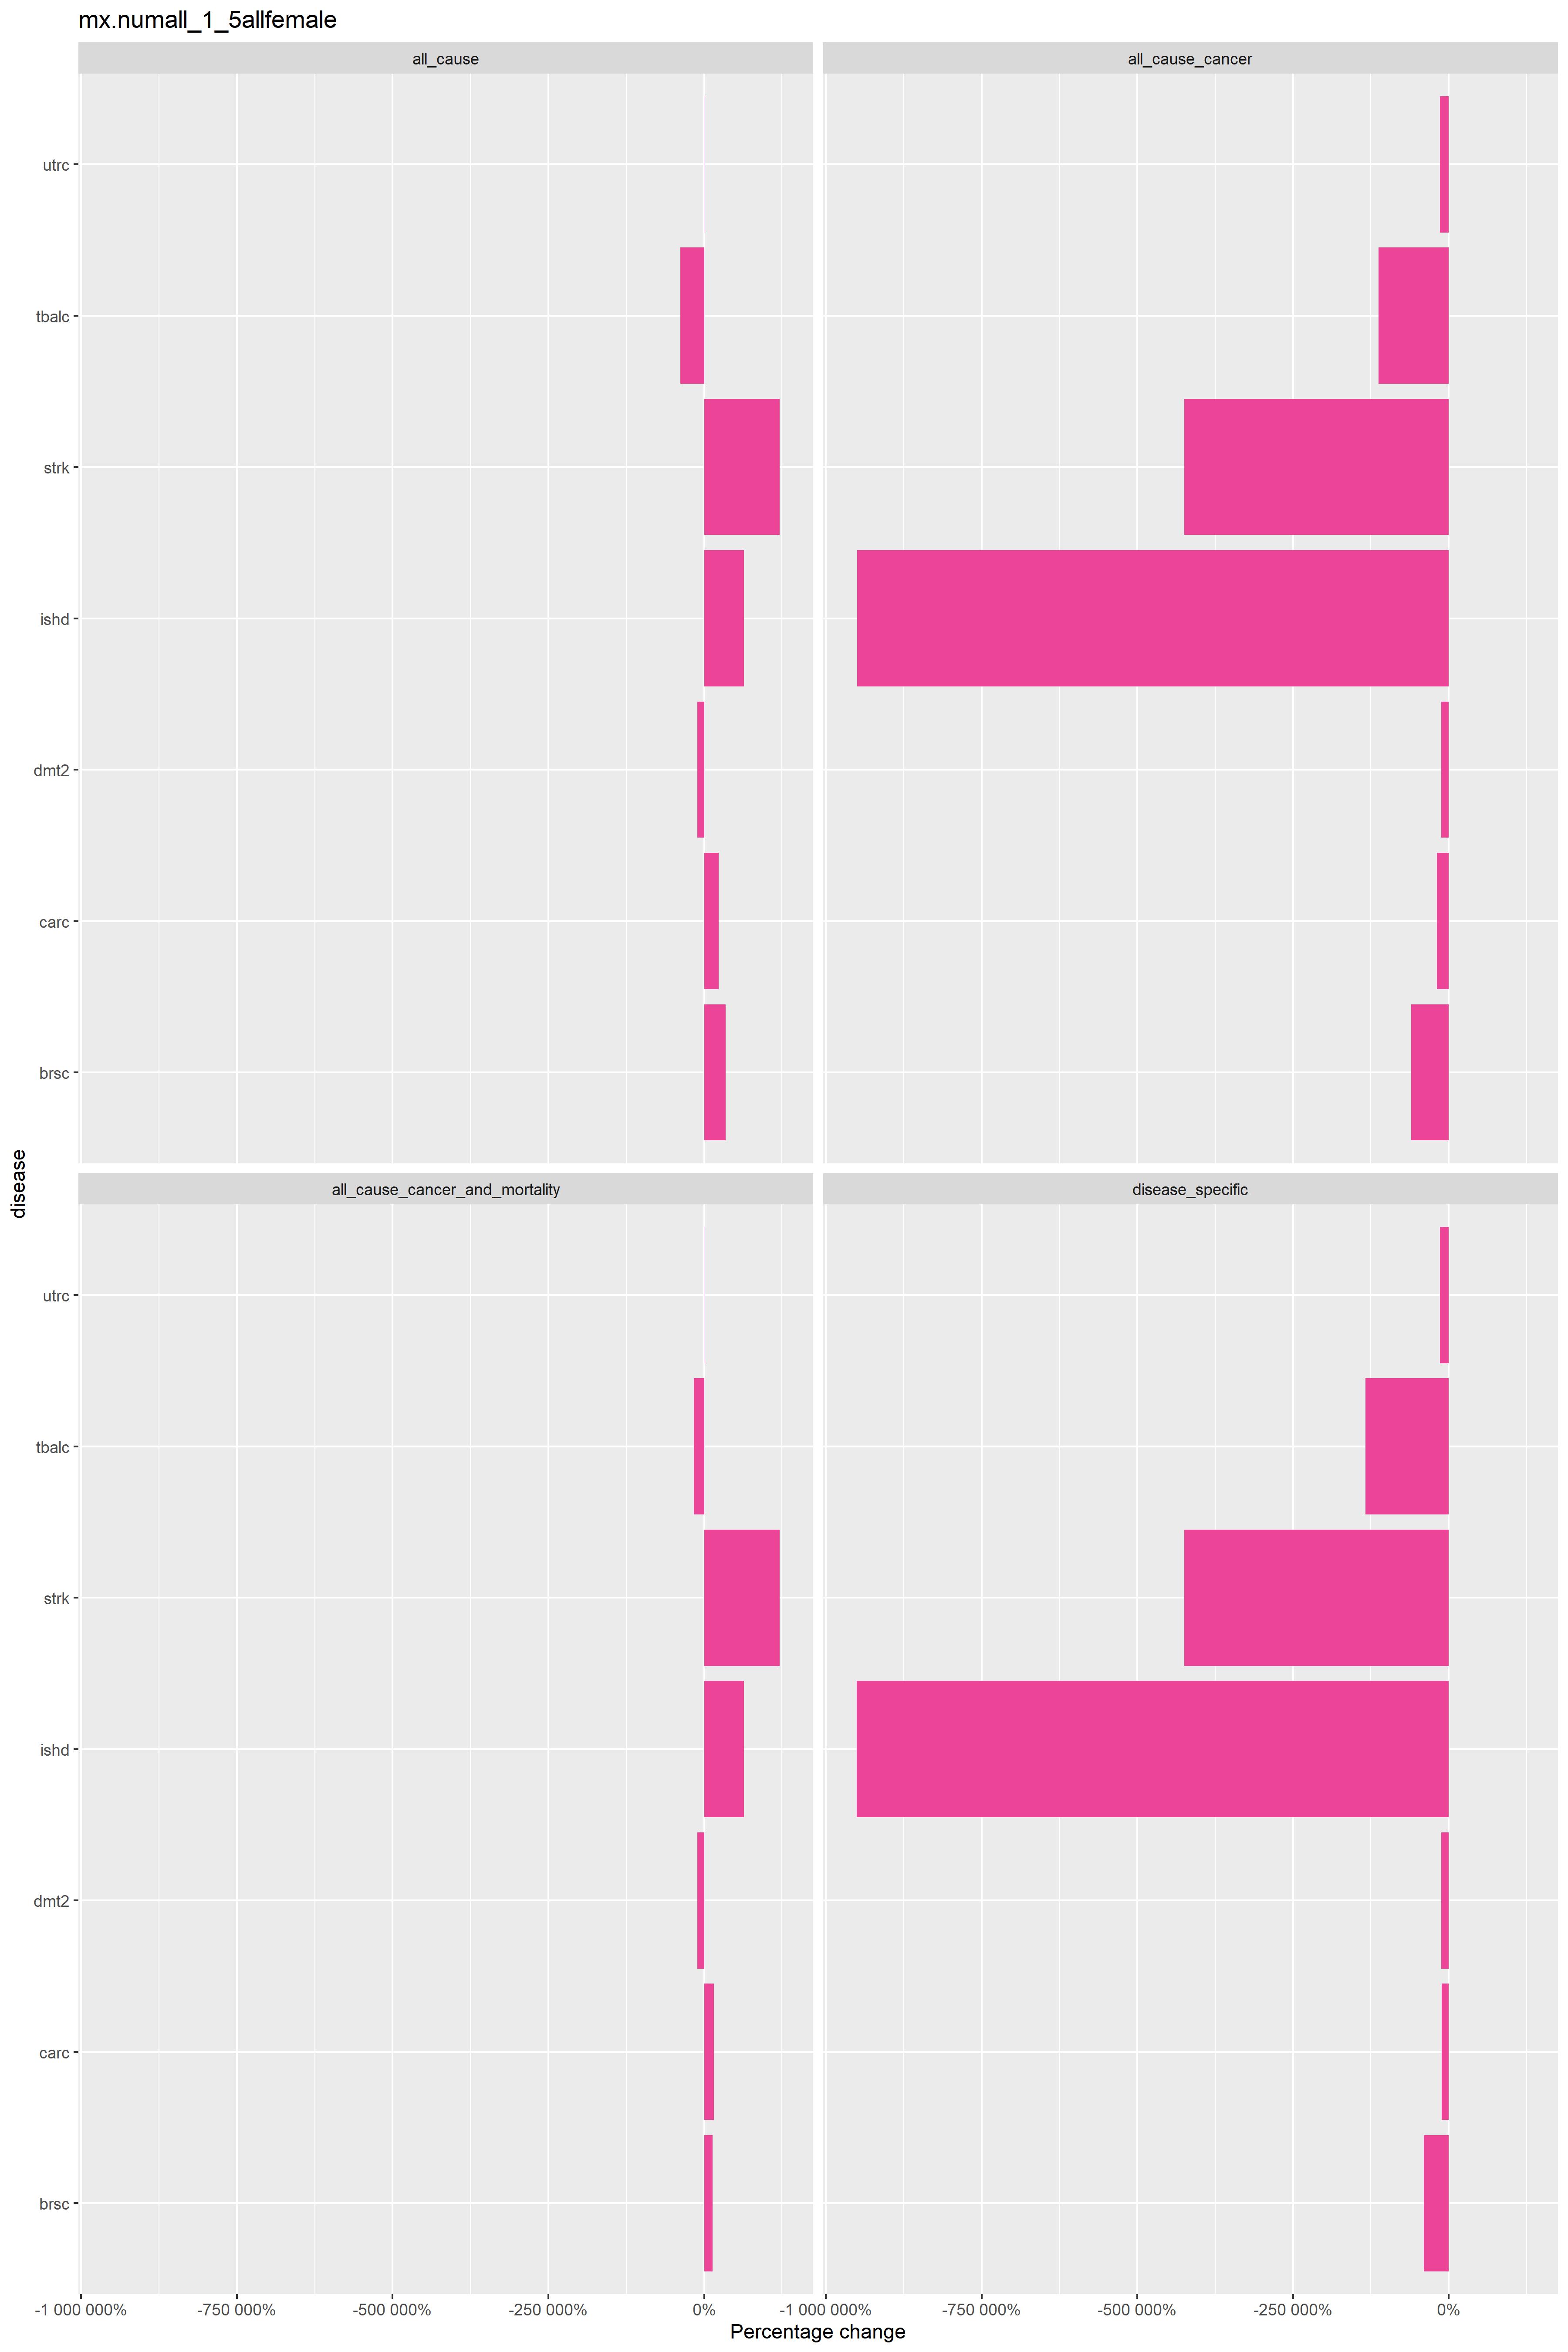 mx.numall_1_5allfemale
all_cause
all_cause_cancer
utrc
tbalc
strk
ishd
dmt2
carc
brsc
disease
all_cause_cancer_and_mortality
disease_specific
utrc
tbalc
strk
ishd
dmt2
carc
brsc
-1 000 000% -750 000% -500 000% -250 000% 0% -1 000 000% -750 000% -500 000% -250 000% 0%
Percentage change